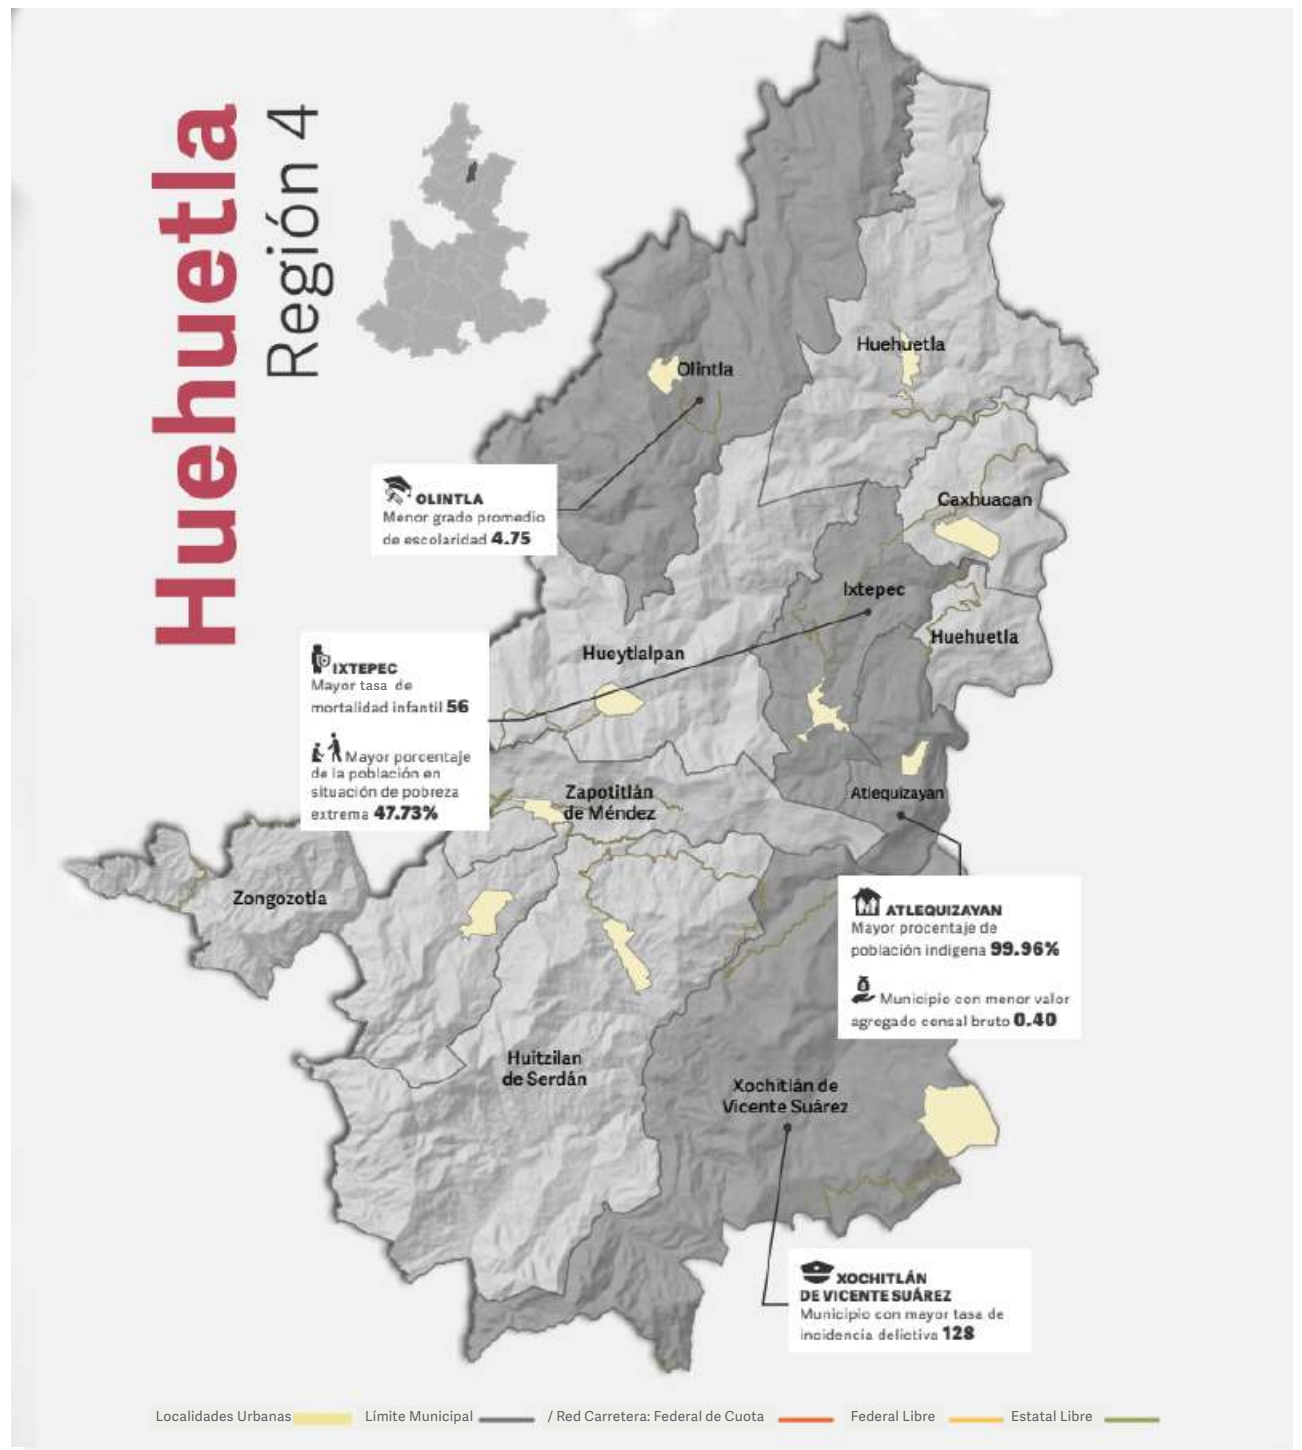 Huehuetla
Región 4
Huehuetla
Olintla
OLINTLA
Menor grado promedio
de escolaridad 4.75
Caxhuacan
Ixtepec
Huehuetla
Hueytlalpan
IXTEPEC
Mayor tasa de
mortalidad infantil 56
Mayor porcentaje
de la población en
situación de pobreza
extrema 47.73%
Zapotitlán
de Méndez
Atlequizayan
Zongozotla
ATLEQUIZAYAN
Mayor procentaje de
población indígena 99.96%
Municipio con menor valor
agregado censal bruto 0.40
Huitzilan
de Serdán
Xochitlán de
Vicente Suárez
XOCHITLÁN
DE VICENTE SUÁREZ
Municipio con mayor tasa de
incidencia delictiva 128
Localidades Urbanas Límite Municipal / Red Carretera: Federal de Cuota Federal Libre Estatal Libre